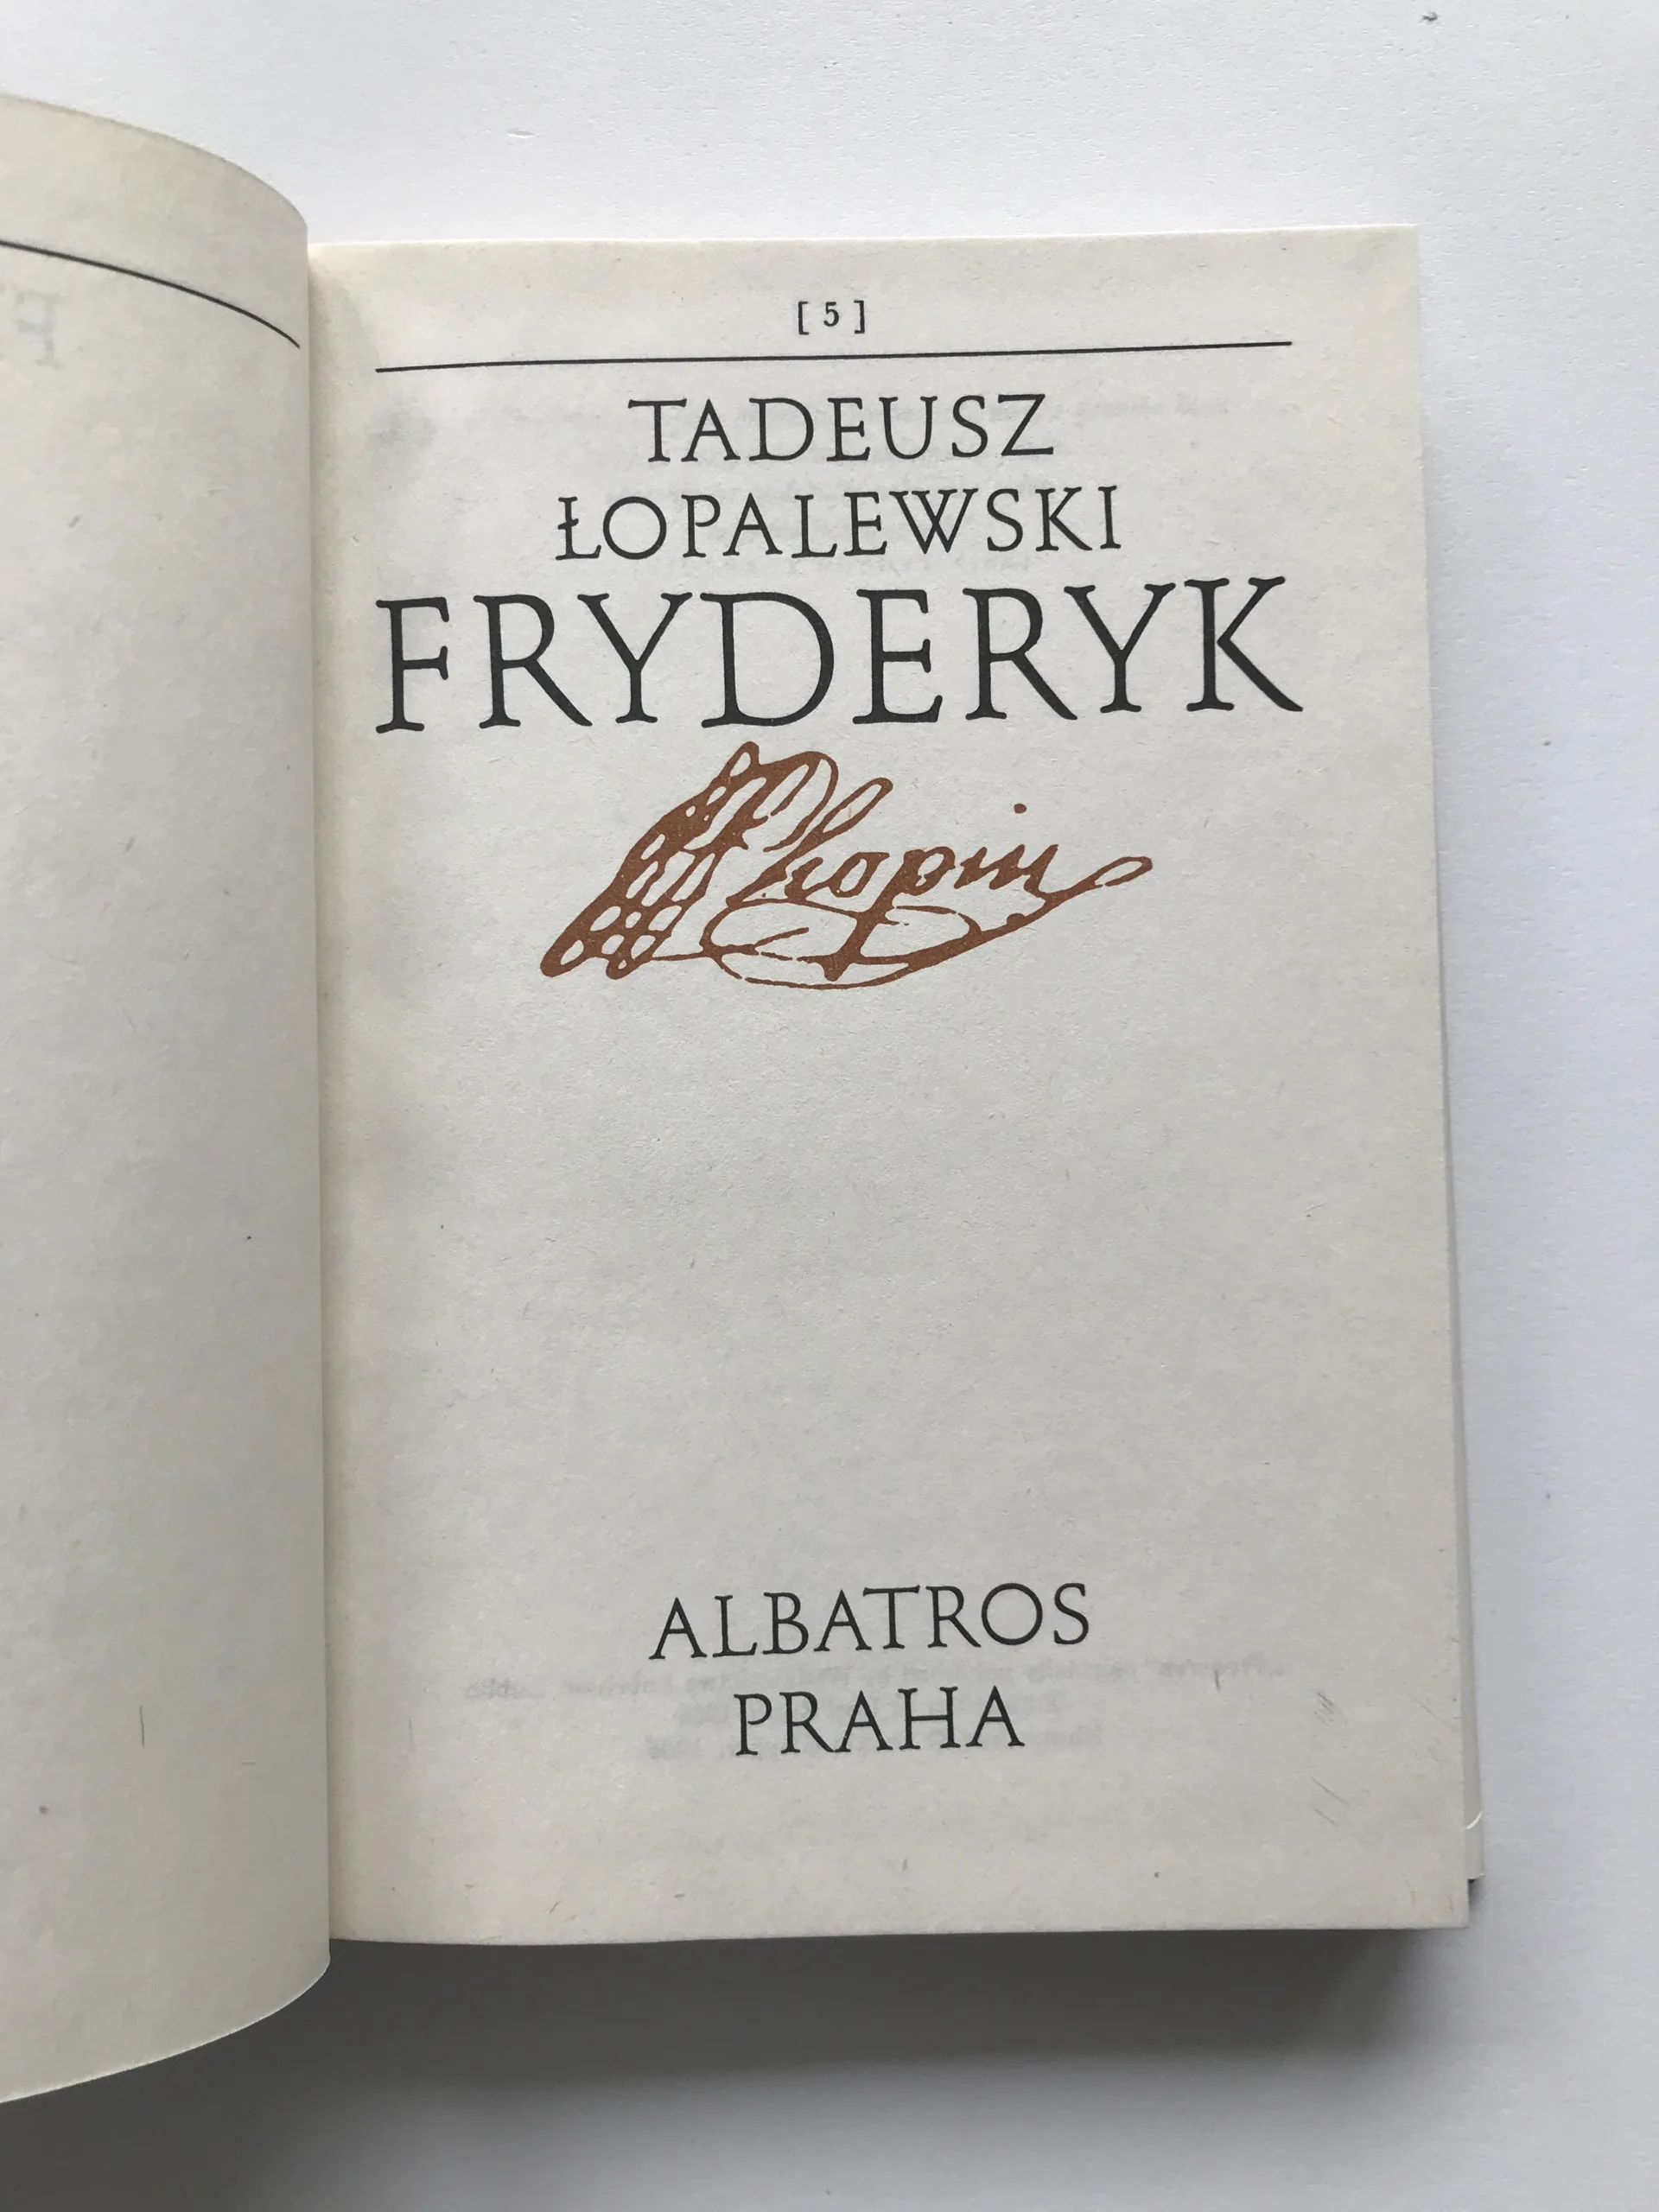 [ 5 ]
TADEUSZ
ŁOPALEWSKI
FRYDERYK
Chopin
ALBATROS
PRAHA